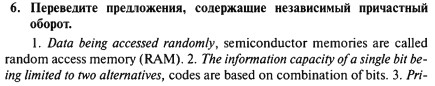 6. Переведите предложения, содержащие независимый причастный
оборот.
1. Data being accessed randomly, semiconductor memories are called
random access memory (RAM). 2. The information capacity of a single bit be-
ing limited to two alternatives, codes are based on combination of bits. 3. Pri-